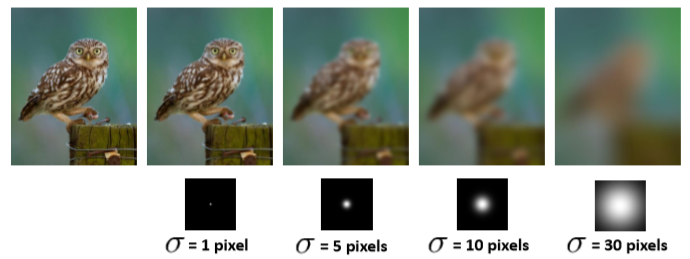 σ = 1 pixel
σ = 5 pixels
σ = 10 pixels
σ = 30 pixels